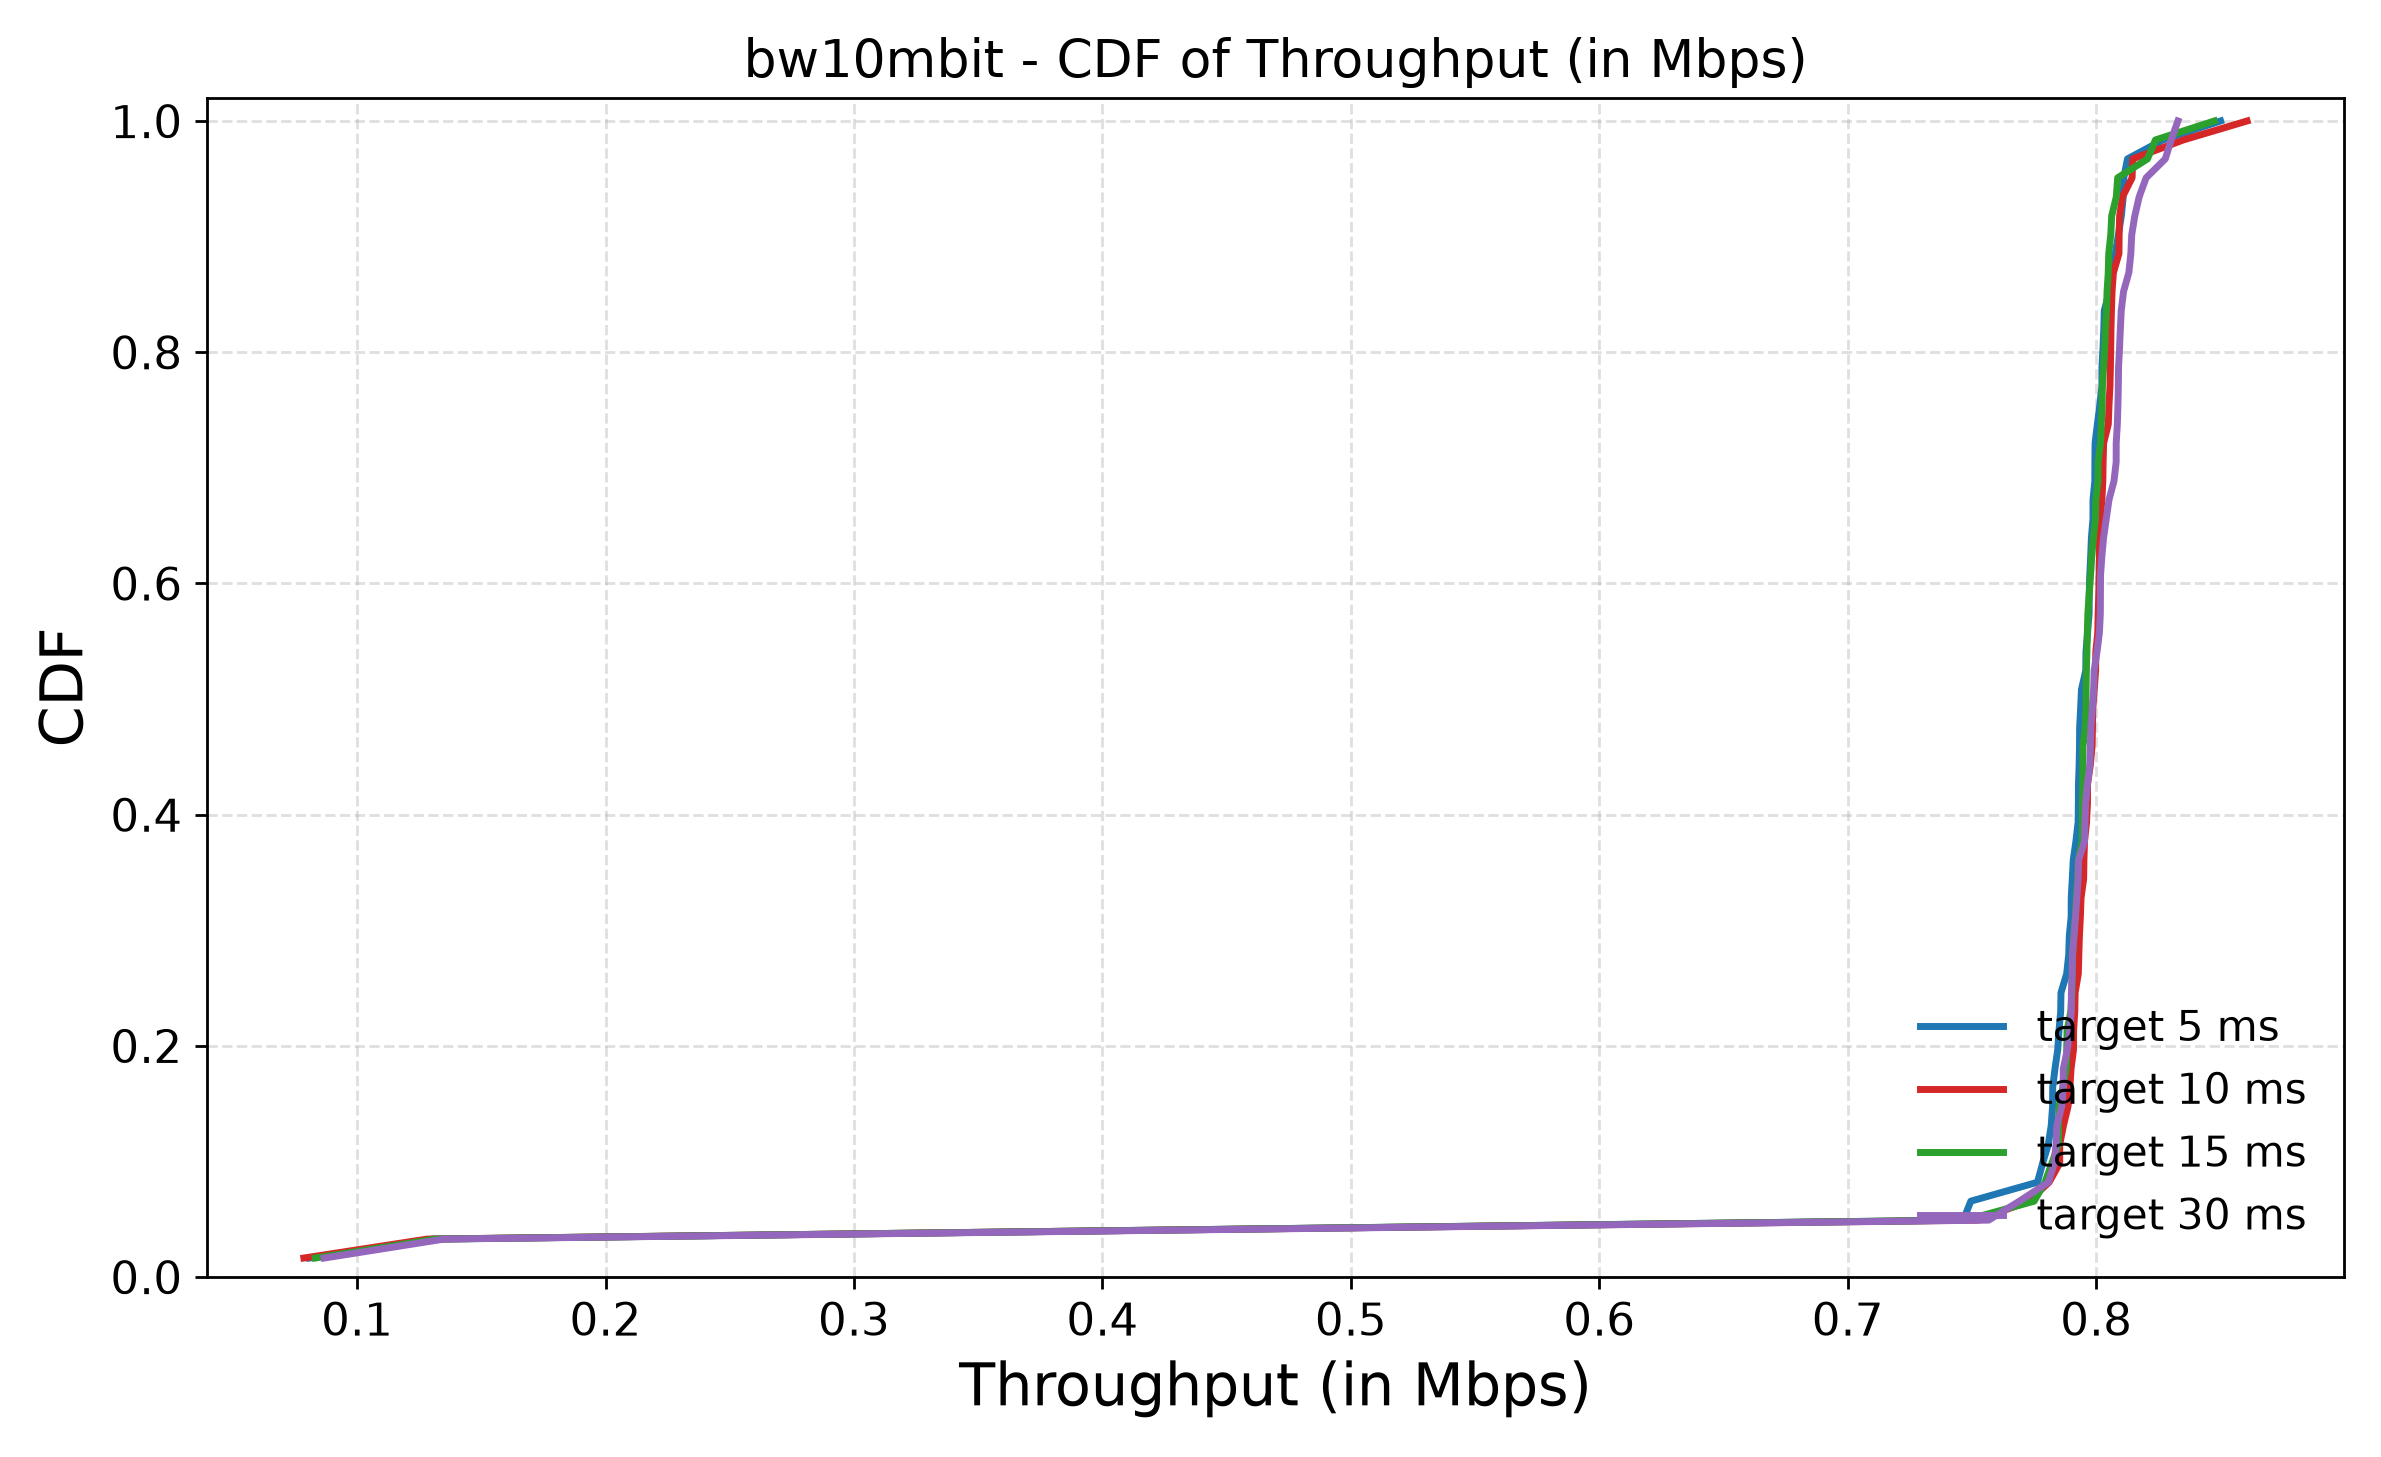 bw10mbit - CDF of Throughput (in Mbps)
1.0
0.8
0.6
0.4
0.2
0.0
CDF
target 5 ms
target 10 ms
target 15 ms
target 30 ms
0.1 0.2 0.3 0.4 0.5 0.6 0.7 0.8
Throughput (in Mbps)